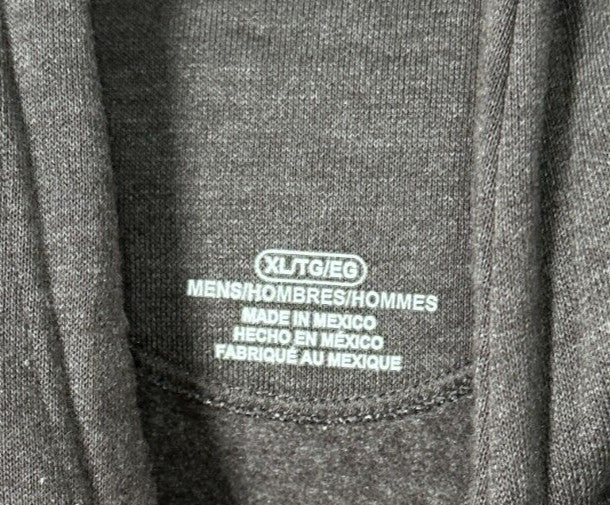 XL/TG/EG
MENS/HOMBRES/HOMMES
MADE IN MEXICO
HECHO EN MÉXICO
FABRIQUÉ AU MEXIQUE